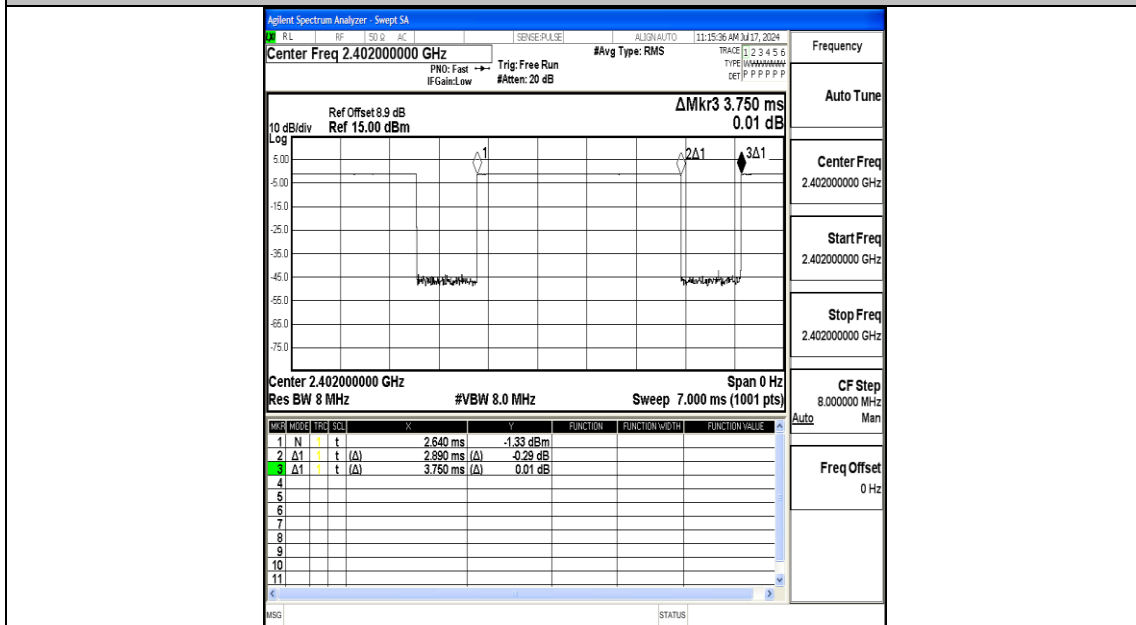 Agilent Spectrum Analyzer - Swept SA
RL RF 50 Ω AC SENSE:PULSE ALIGN AUTO 11:15:36 AM Jul 17, 2024
Center Freq 2.402000000 GHz #Avg Type: RMS TRACE 1 2 3 4 5 6
PNO: Fast Trig: Free Run TYPE
IFGain:Low #Atten: 20 dB DET P P P P P P
Ref Offset 8.9 dB ΔMkr3 3.750 ms
10 dB/div Ref 15.00 dBm 0.01 dB
Log
1 2Δ1 3Δ1
5.00
-5.00
-15.0
-25.0
-35.0
-45.0
-55.0
-65.0
-75.0
Center 2.402000000 GHz Span 0 Hz
Res BW 8 MHz #VBW 8.0 MHz Sweep 7.000 ms (1001 pts)
MKR MODE TRC SCL X Y FUNCTION FUNCTION WIDTH FUNCTION VALUE
1 N 1 t 2.640 ms -1.33 dBm
2 Δ1 1 t (Δ) 2.890 ms (Δ) -0.29 dB
3 Δ1 1 t (Δ) 3.750 ms (Δ) 0.01 dB
4
5
6
7
8
9
10
11
MSG STATUS
Frequency
Auto Tune
Center Freq
2.402000000 GHz
Start Freq
2.402000000 GHz
Stop Freq
2.402000000 GHz
CF Step
8.000000 MHz
Auto Man
Freq Offset
0 Hz